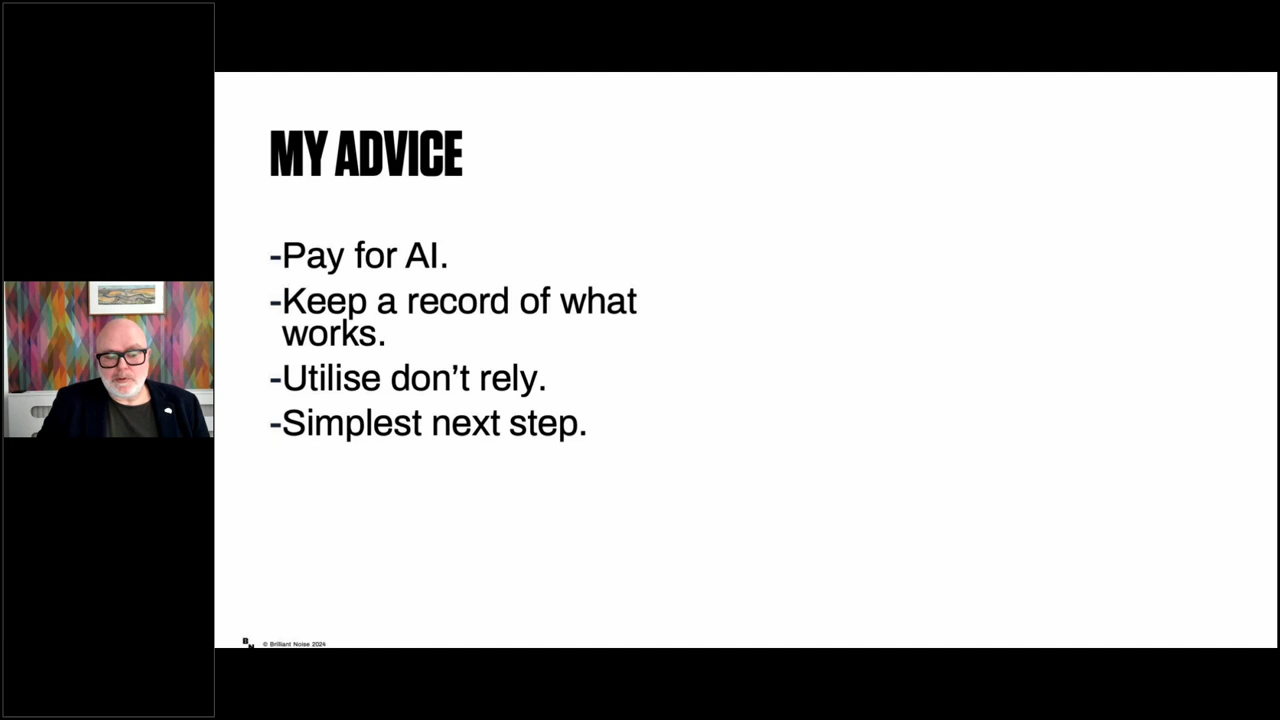 MY ADVICE
-Pay for AI.
-Keep a record of what
works.
-Utilise don’t rely.
-Simplest next step.
B
N
© Brilliant Noise 2024